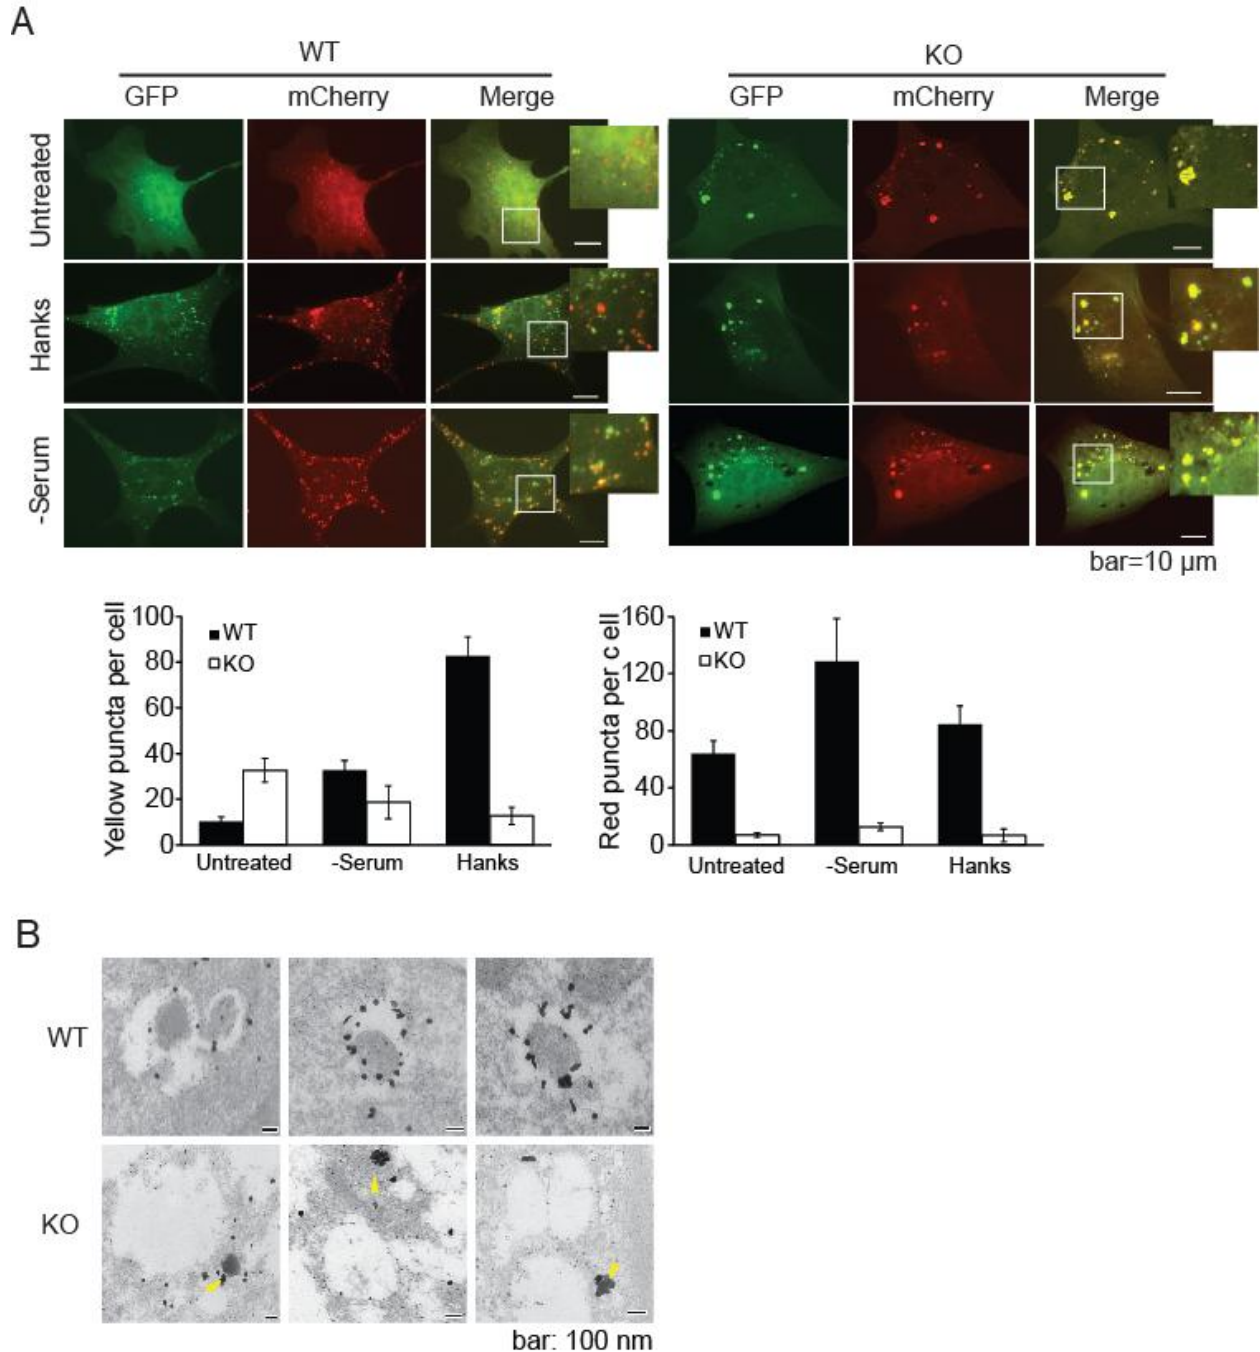 A
WT
KO
GFP mCherry Merge
GFP mCherry Merge
Untreated
Hanks
-Serum
bar=10 µm
Yellow puncta per cell
100
80
60
40
20
0
WT
KO
Untreated -Serum Hanks
Red puncta per c ell
160
120
80
40
0
WT
KO
Untreated -Serum Hanks
B
WT
KO
bar: 100 nm